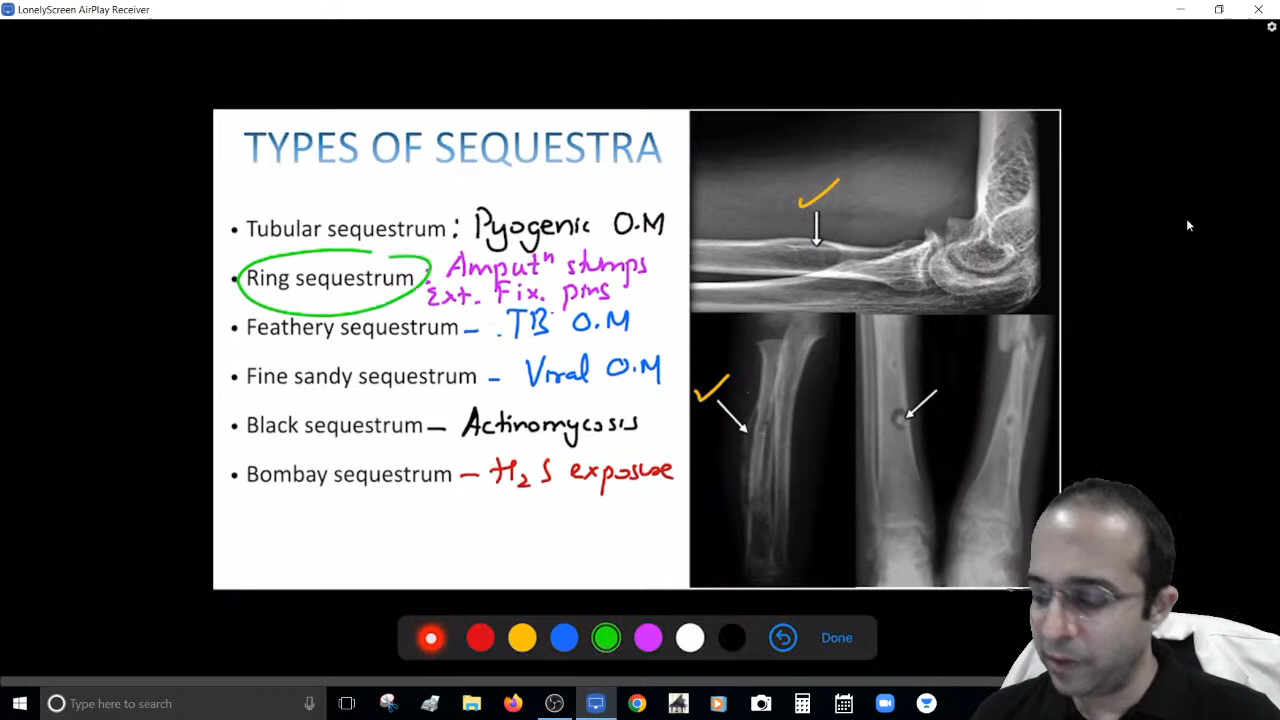 LonelyScreen AirPlay Receiver
TYPES OF SEQUESTRA
• Tubular sequestrum : Pyogenic O.M
• Ring sequestrum : Amputⁿ stumps
Ext. Fix. pins
• Feathery sequestrum - TB O.M
• Fine sandy sequestrum - Viral O.M
• Black sequestrum - Actinomycosis
• Bombay sequestrum - H₂S exposure
Done
Type here to search